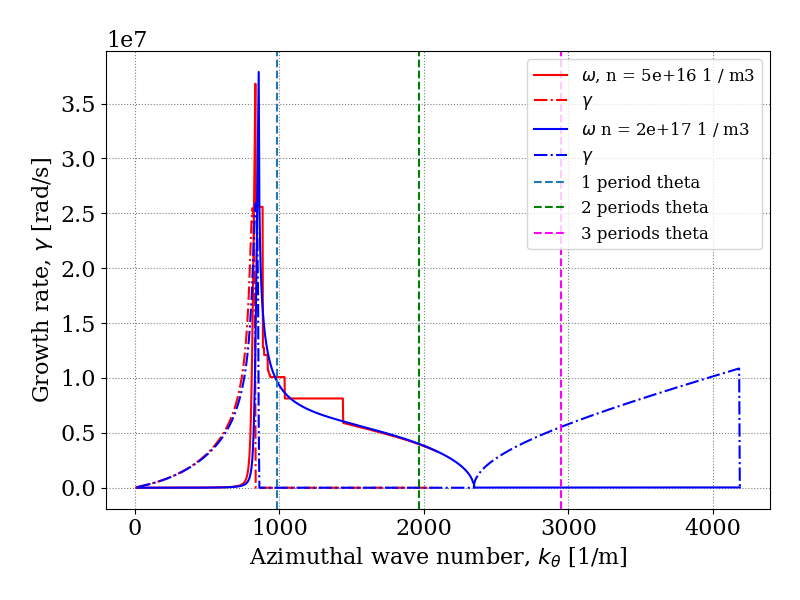 1e7
3.5
3.0
2.5
2.0
1.5
1.0
0.5
0.0
Growth rate, γ [rad/s]
ω, n = 5e+16 1 / m3
γ
ω n = 2e+17 1 / m3
γ
1 period theta
2 periods theta
3 periods theta
0 1000 2000 3000 4000
Azimuthal wave number, kθ [1/m]